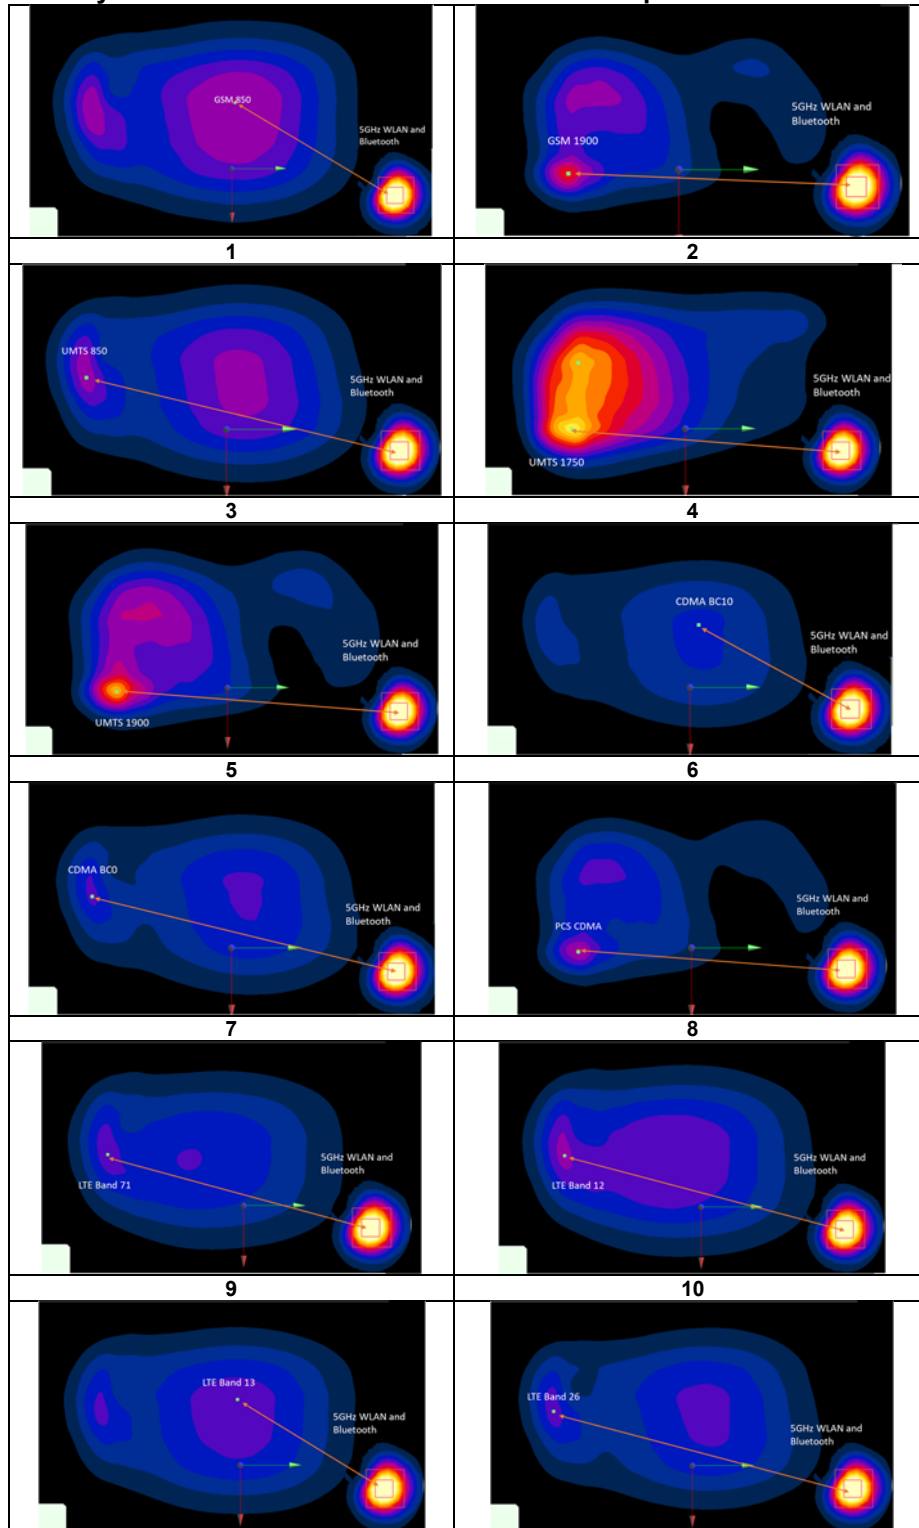 GSM 850
5GHz WLAN and
Bluetooth
GSM 1900
5GHz WLAN and
Bluetooth
1
2
UMTS 850
5GHz WLAN and
Bluetooth
UMTS 1750
5GHz WLAN and
Bluetooth
3
4
UMTS 1900
5GHz WLAN and
Bluetooth
CDMA BC10
5GHz WLAN and
Bluetooth
5
6
CDMA BC0
5GHz WLAN and
Bluetooth
PCS CDMA
5GHz WLAN and
Bluetooth
7
8
LTE Band 71
5GHz WLAN and
Bluetooth
LTE Band 12
5GHz WLAN and
Bluetooth
9
10
LTE Band 13
5GHz WLAN and
Bluetooth
LTE Band 26
5GHz WLAN and
Bluetooth